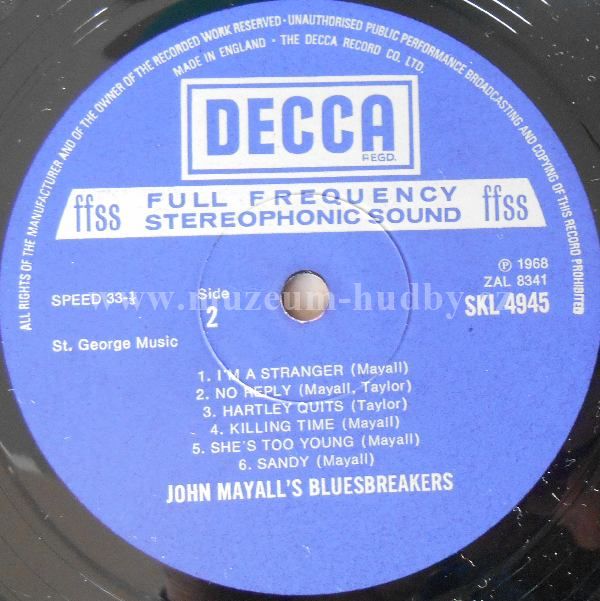 ALL RIGHTS OF THE MANUFACTURER AND OF THE OWNER OF THE RECORDED WORK RESERVED · UNAUTHORISED PUBLIC PERFORMANCE BROADCASTING AND COPYING OF THIS RECORD PROHIBITED
MADE IN ENGLAND · THE DECCA RECORD CO. LTD.
DECCA
REGD.
ffss FULL FREQUENCY STEREOPHONIC SOUND ffss
℗ 1968
ZAL 8341
SPEED 33⅓ Side 2 SKL 4945
www.muzeum-hudby.cz
St. George Music
1. I'M A STRANGER (Mayall)
2. NO REPLY (Mayall, Taylor)
3. HARTLEY QUITS (Taylor)
4. KILLING TIME (Mayall)
5. SHE'S TOO YOUNG (Mayall)
6. SANDY (Mayall)
JOHN MAYALL'S BLUESBREAKERS